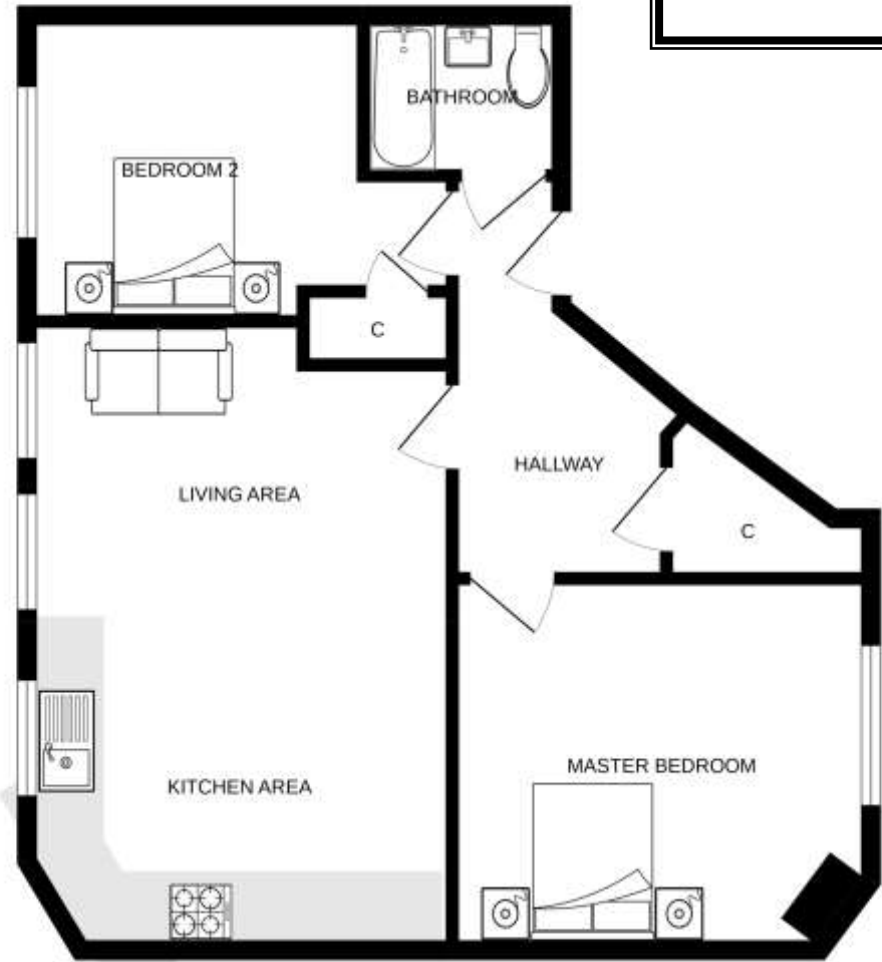 BATHROOM
BEDROOM 2
C
HALLWAY
LIVING AREA
C
MASTER BEDROOM
KITCHEN AREA